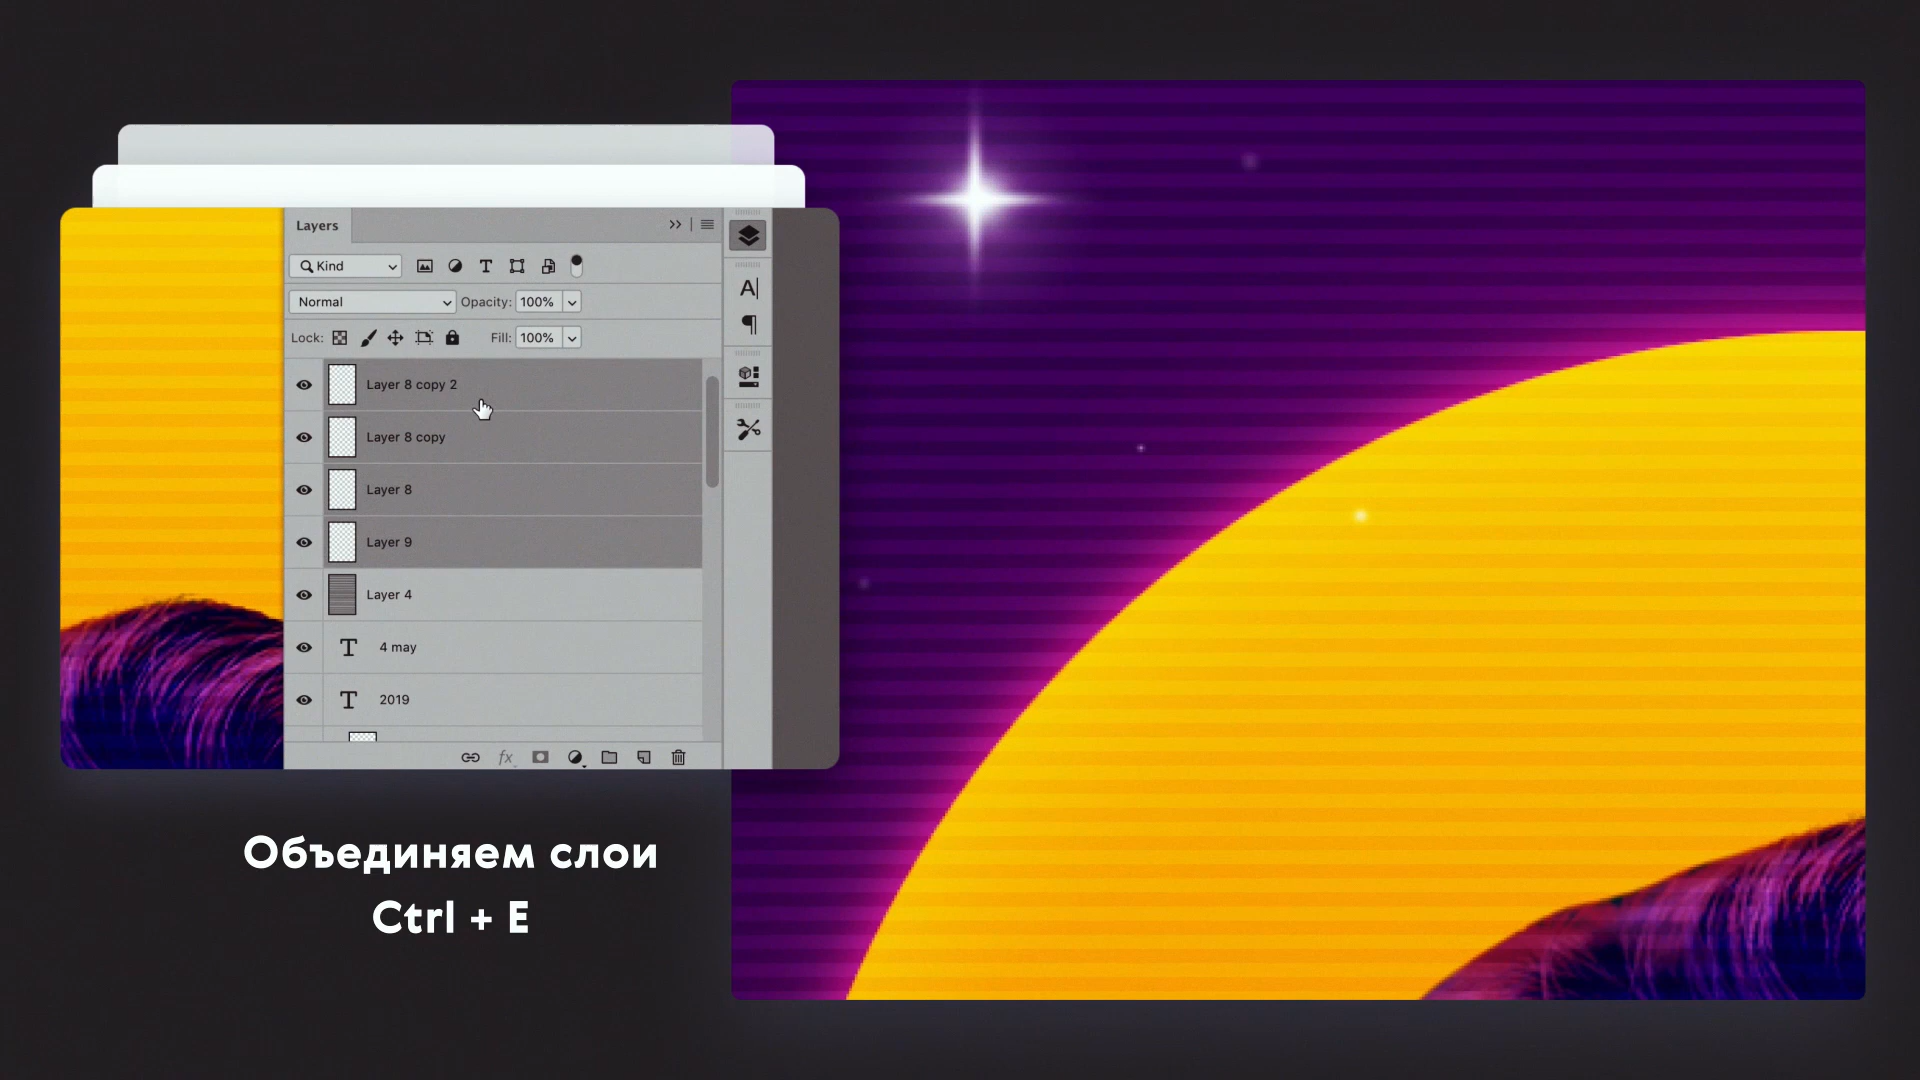 Layers
Kind
Normal Opacity: 100%
Lock: Fill: 100%
Layer 8 copy 2
Layer 8 copy
Layer 8
Layer 9
Layer 4
T 4 may
T 2019
fx
Объединяем слои
Ctrl + E